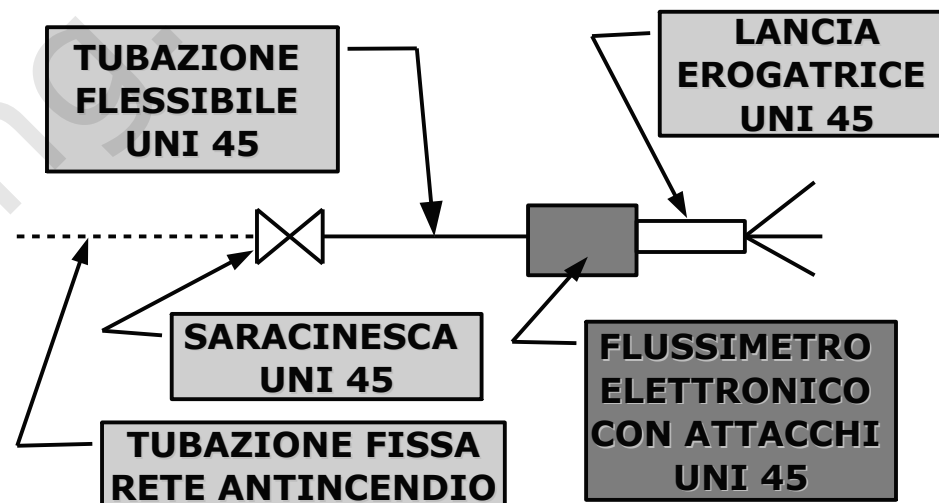 TUBAZIONE
FLESSIBILE
UNI 45
LANCIA
EROGATRICE
UNI 45
SARACINESCA
UNI 45
FLUSSIMETRO
ELETTRONICO
CON ATTACCHI
UNI 45
TUBAZIONE FISSA
RETE ANTINCENDIO